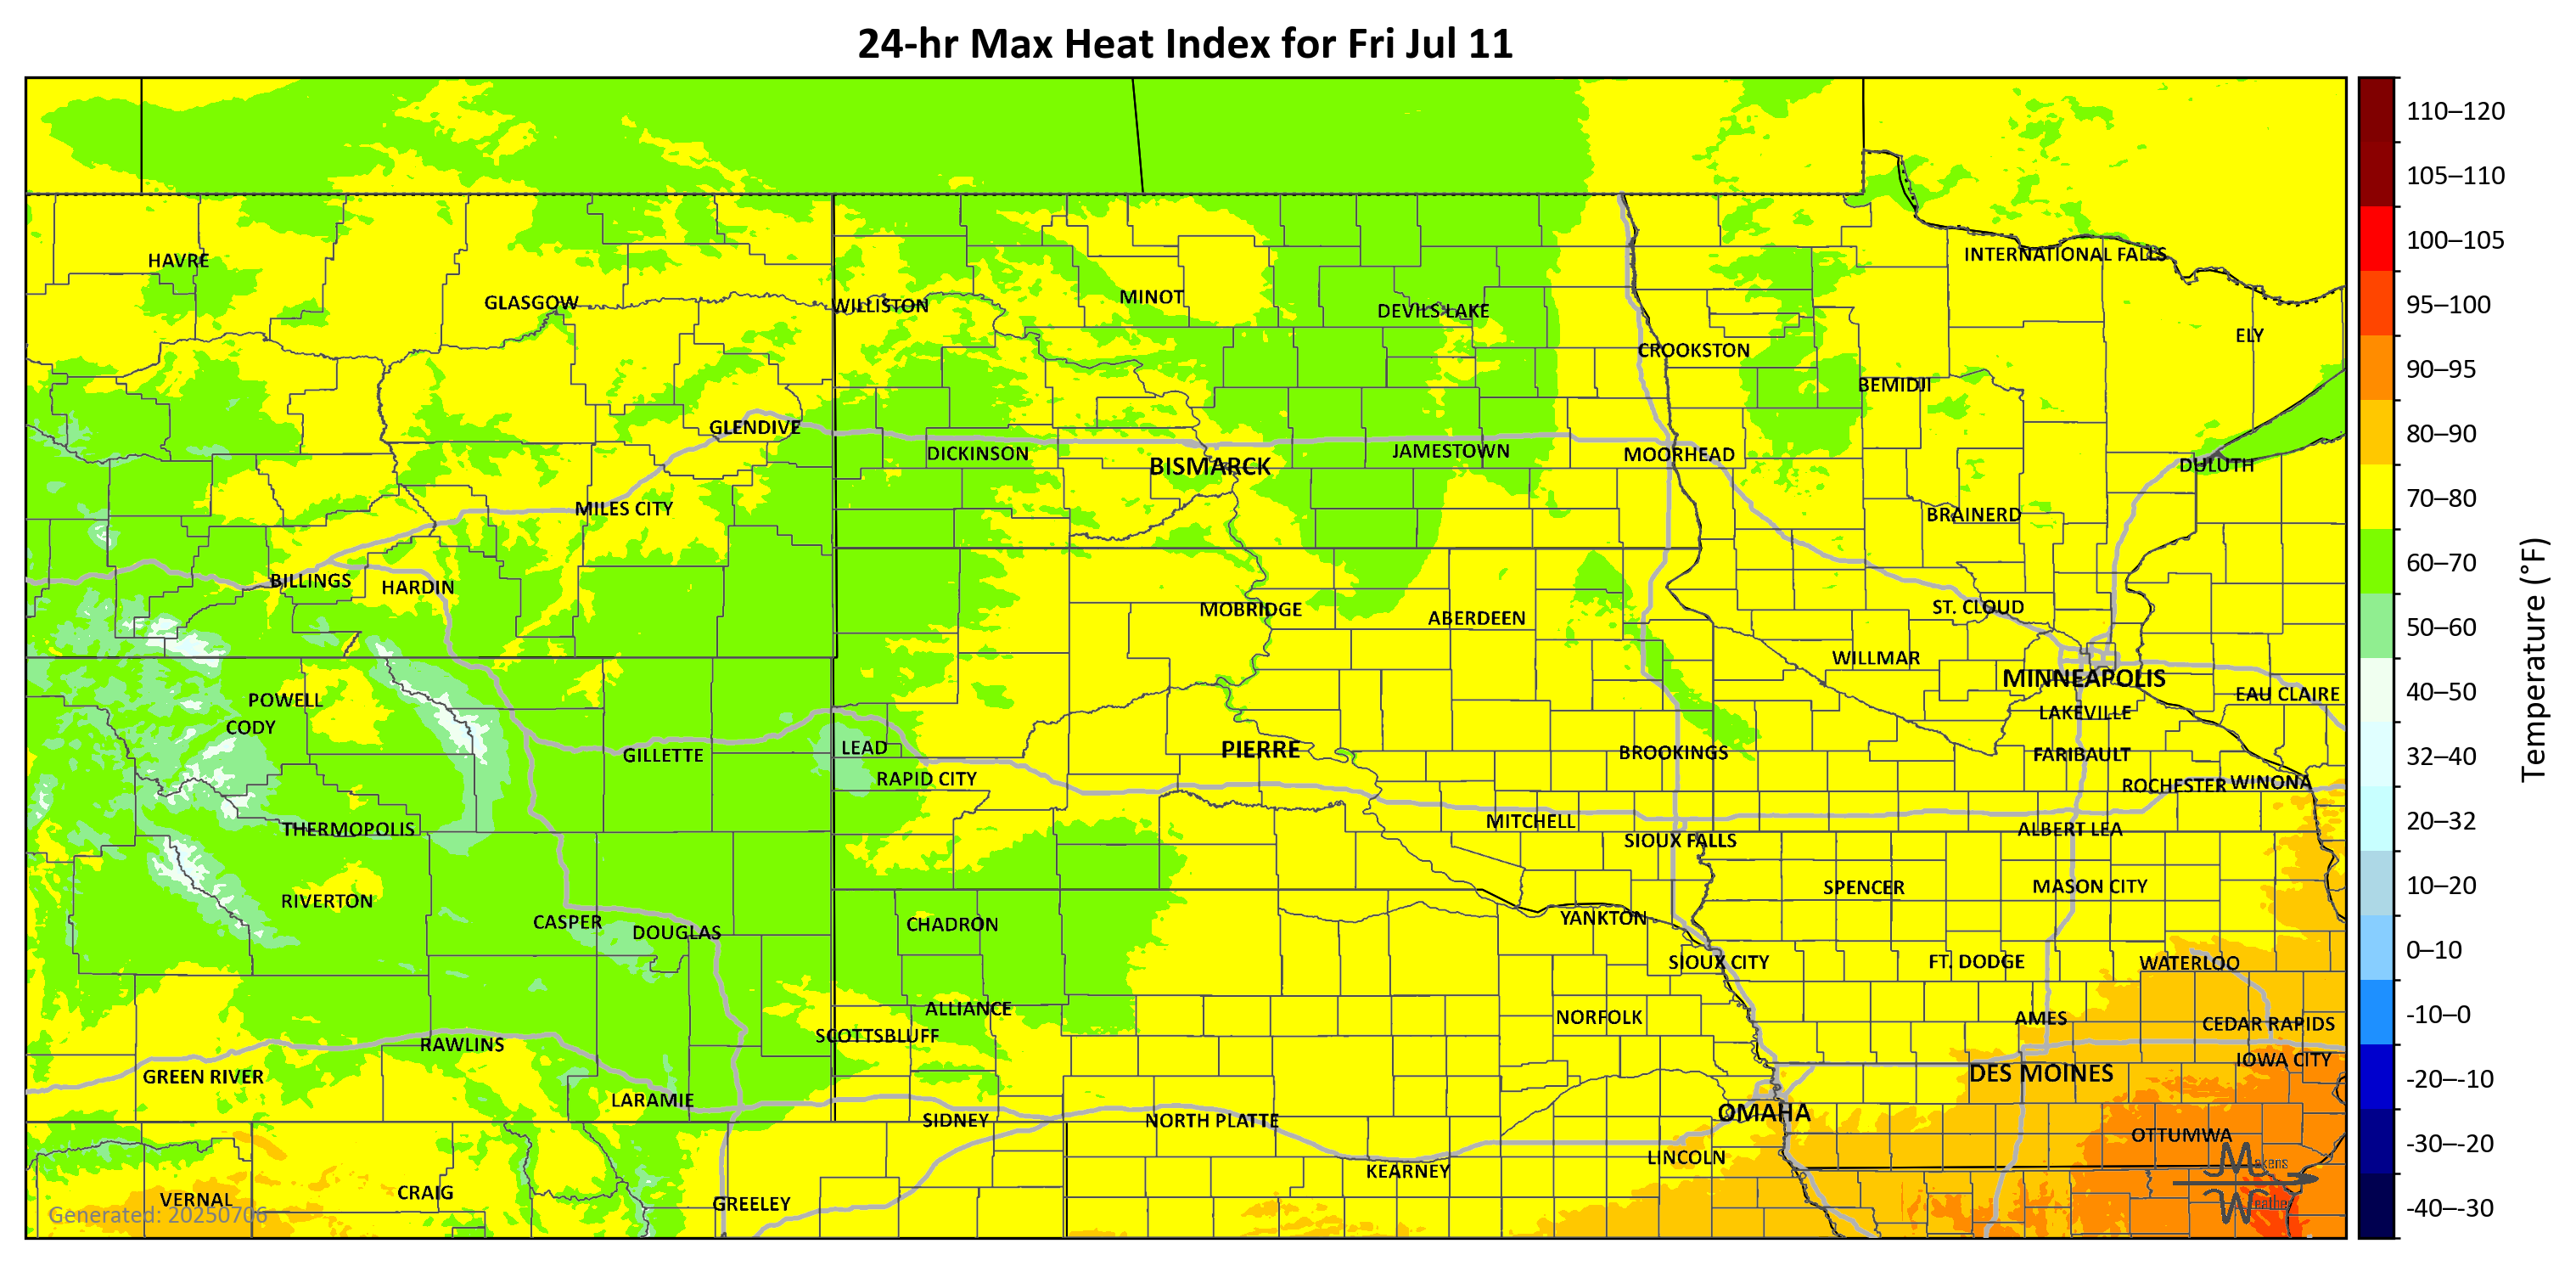 24-hr Max Heat Index for Fri Jul 11
HAVRE
GLASGOW
WILLISTON
MINOT
DEVILS LAKE
CROOKSTON
INTERNATIONAL FALLS
ELY
BEMIDJI
GLENDIVE
DICKINSON
BISMARCK
JAMESTOWN
MOORHEAD
DULUTH
MILES CITY
BRAINERD
BILLINGS
HARDIN
MOBRIDGE
ABERDEEN
ST. CLOUD
WILLMAR
MINNEAPOLIS
EAU CLAIRE
POWELL
CODY
LAKEVILLE
GILLETTE
LEAD
PIERRE
BROOKINGS
FARIBAULT
RAPID CITY
ROCHESTER
WINONA
THERMOPOLIS
MITCHELL
SIOUX FALLS
ALBERT LEA
SPENCER
MASON CITY
RIVERTON
CASPER
DOUGLAS
CHADRON
YANKTON
SIOUX CITY
FT. DODGE
WATERLOO
ALLIANCE
NORFOLK
AMES
CEDAR RAPIDS
SCOTTSBLUFF
RAWLINS
IOWA CITY
GREEN RIVER
DES MOINES
LARAMIE
SIDNEY
NORTH PLATTE
OMAHA
OTTUMWA
LINCOLN
KEARNEY
VERNAL
CRAIG
GREELEY
Generated: 20250706
Makens
Weather
110–120
105–110
100–105
95–100
90–95
80–90
70–80
60–70
50–60
40–50
32–40
20–32
10–20
0–10
-10–0
-20–-10
-30–-20
-40–-30
Temperature (°F)